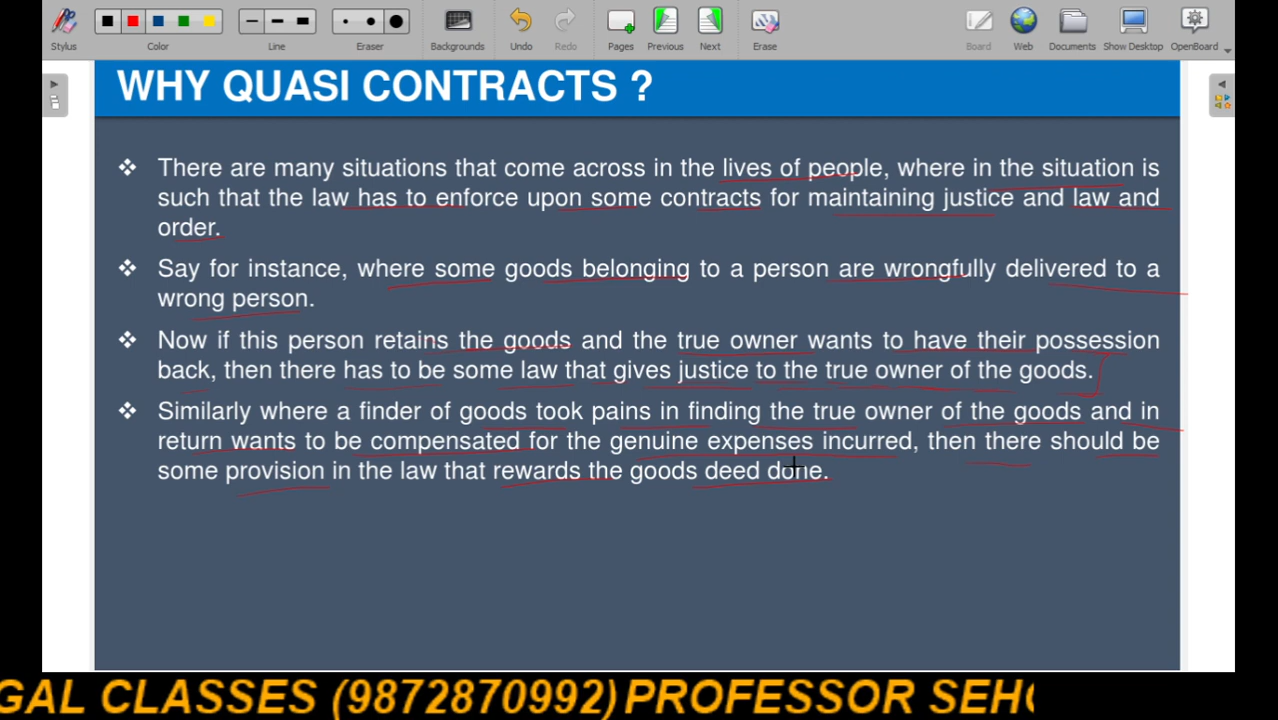 Stylus
Color
Line
Eraser
Backgrounds
Undo
Redo
Pages
Previous
Next
Erase
Board
Web
Documents
Show Desktop
OpenBoard
WHY QUASI CONTRACTS ?
There are many situations that come across in the lives of people, where in the situation is
such that the law has to enforce upon some contracts for maintaining justice and law and
order.
Say for instance, where some goods belonging to a person are wrongfully delivered to a
wrong person.
Now if this person retains the goods and the true owner wants to have their possession
back, then there has to be some law that gives justice to the true owner of the goods.
Similarly where a finder of goods took pains in finding the true owner of the goods and in
return wants to be compensated for the genuine expenses incurred, then there should be
some provision in the law that rewards the goods deed done.
GAL CLASSES (9872870992) PROFESSOR SEH